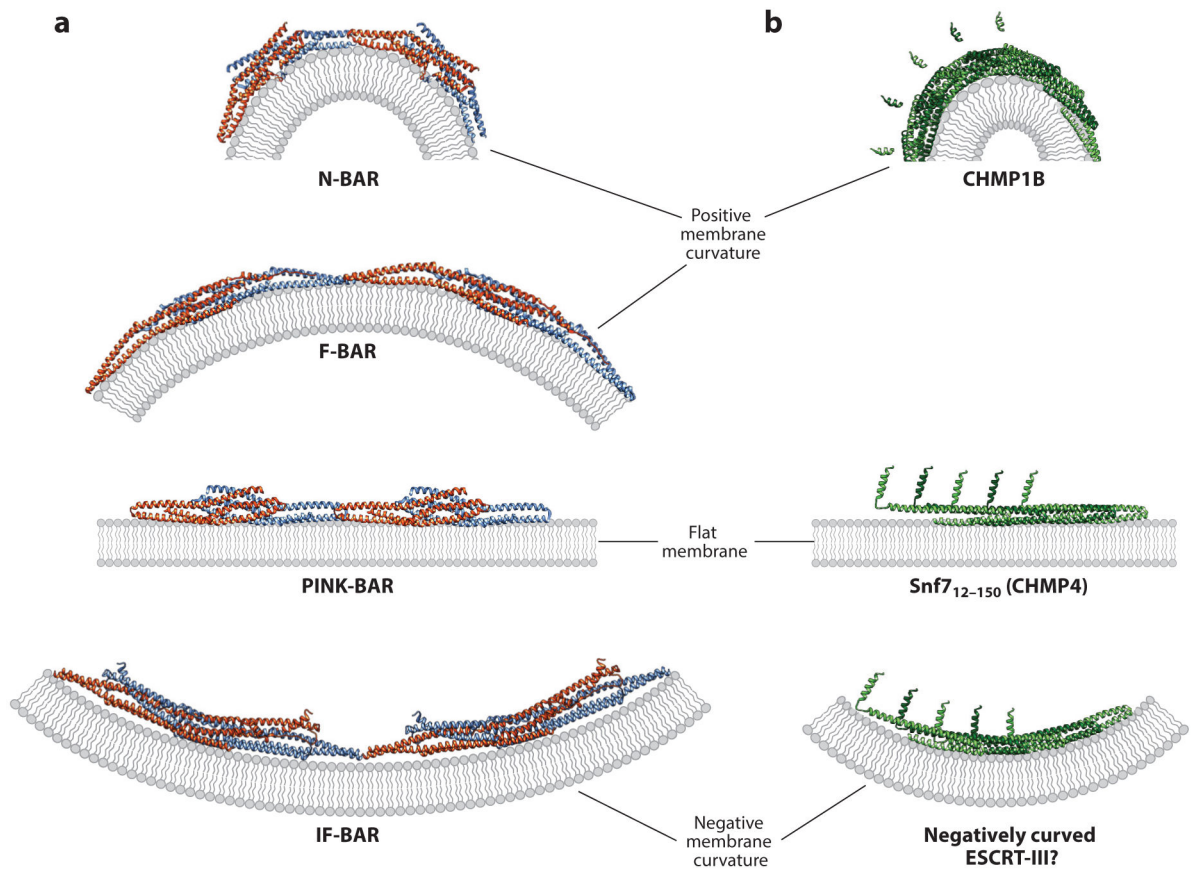 a
b
N-BAR
CHMP1B
Positive
membrane
curvature
F-BAR
Flat
membrane
PINK-BAR
Snf7₁₂₋₁₅₀ (CHMP4)
Negative
membrane
curvature
IF-BAR
Negatively curved
ESCRT-III?